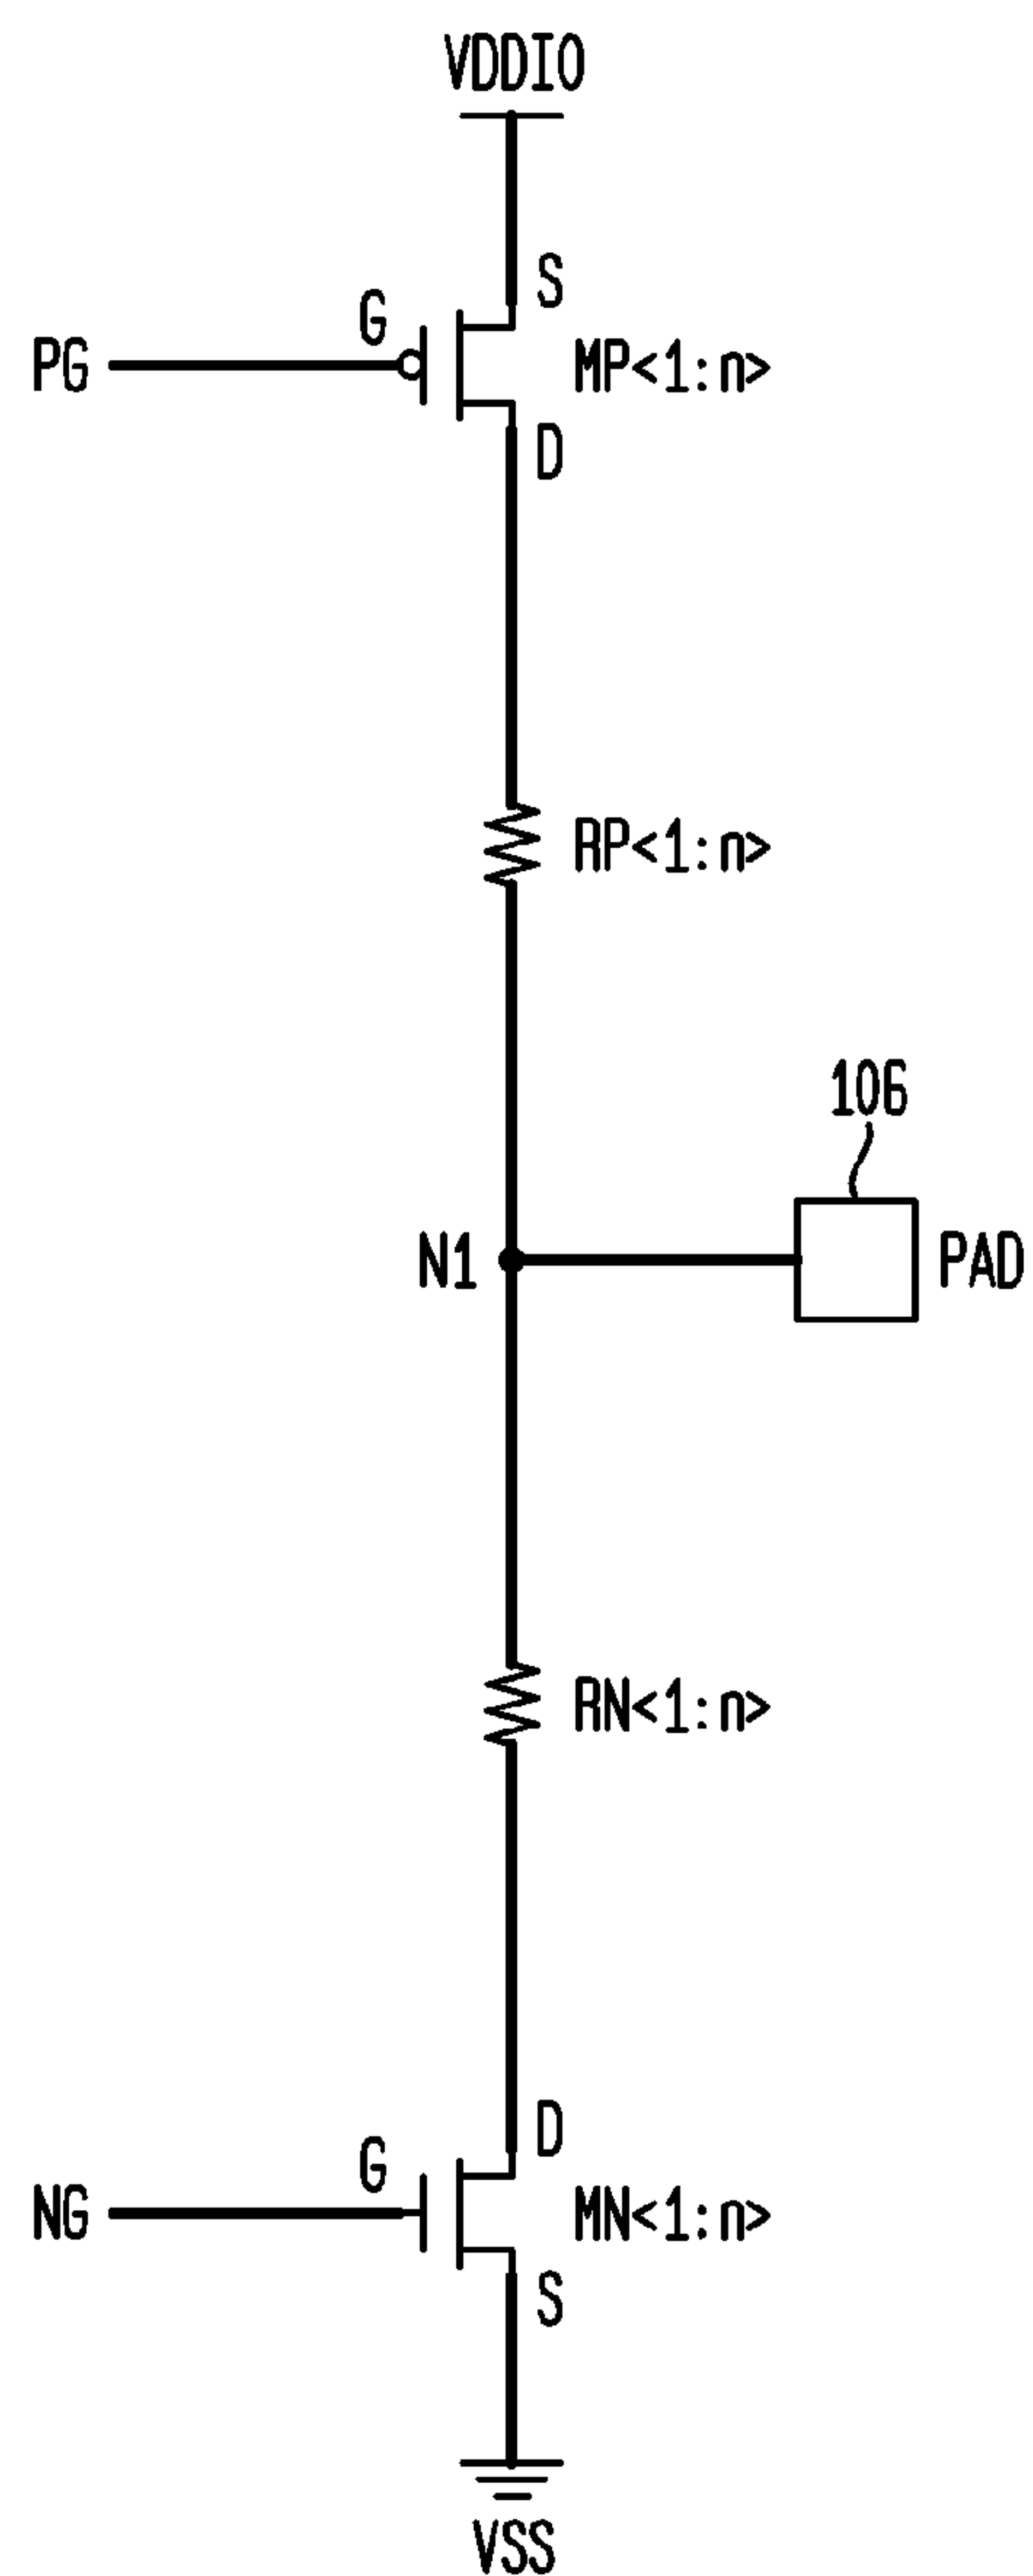 VDDIO
S
G
PG
MP<1:n>
D
RP<1:n>
106
N1
PAD
RN<1:n>
D
G
NG
MN<1:n>
S
VSS